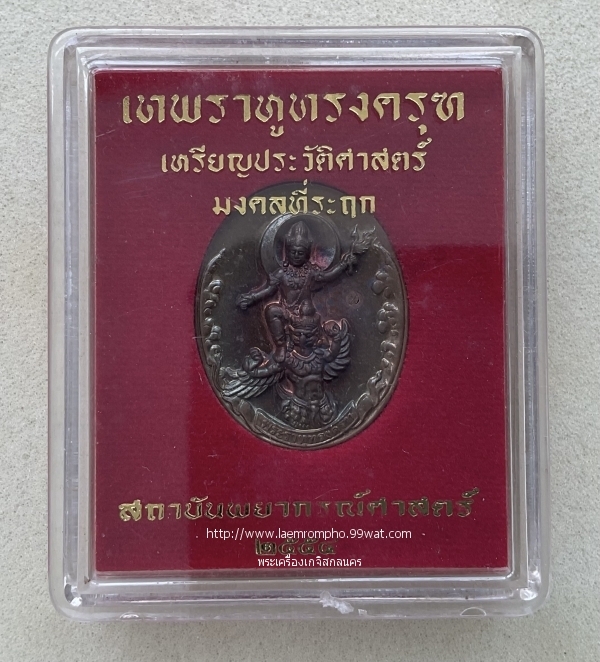 เทพราหูทรงครุฑ
เหรียญประวัติศาสตร์
มงคลที่ระฤก
สถาบันพยากรณ์ศาสตร์
http://www.laemrompho.99wat.com
๒๕๕๔
พระเครื่องเกจิสกลนคร